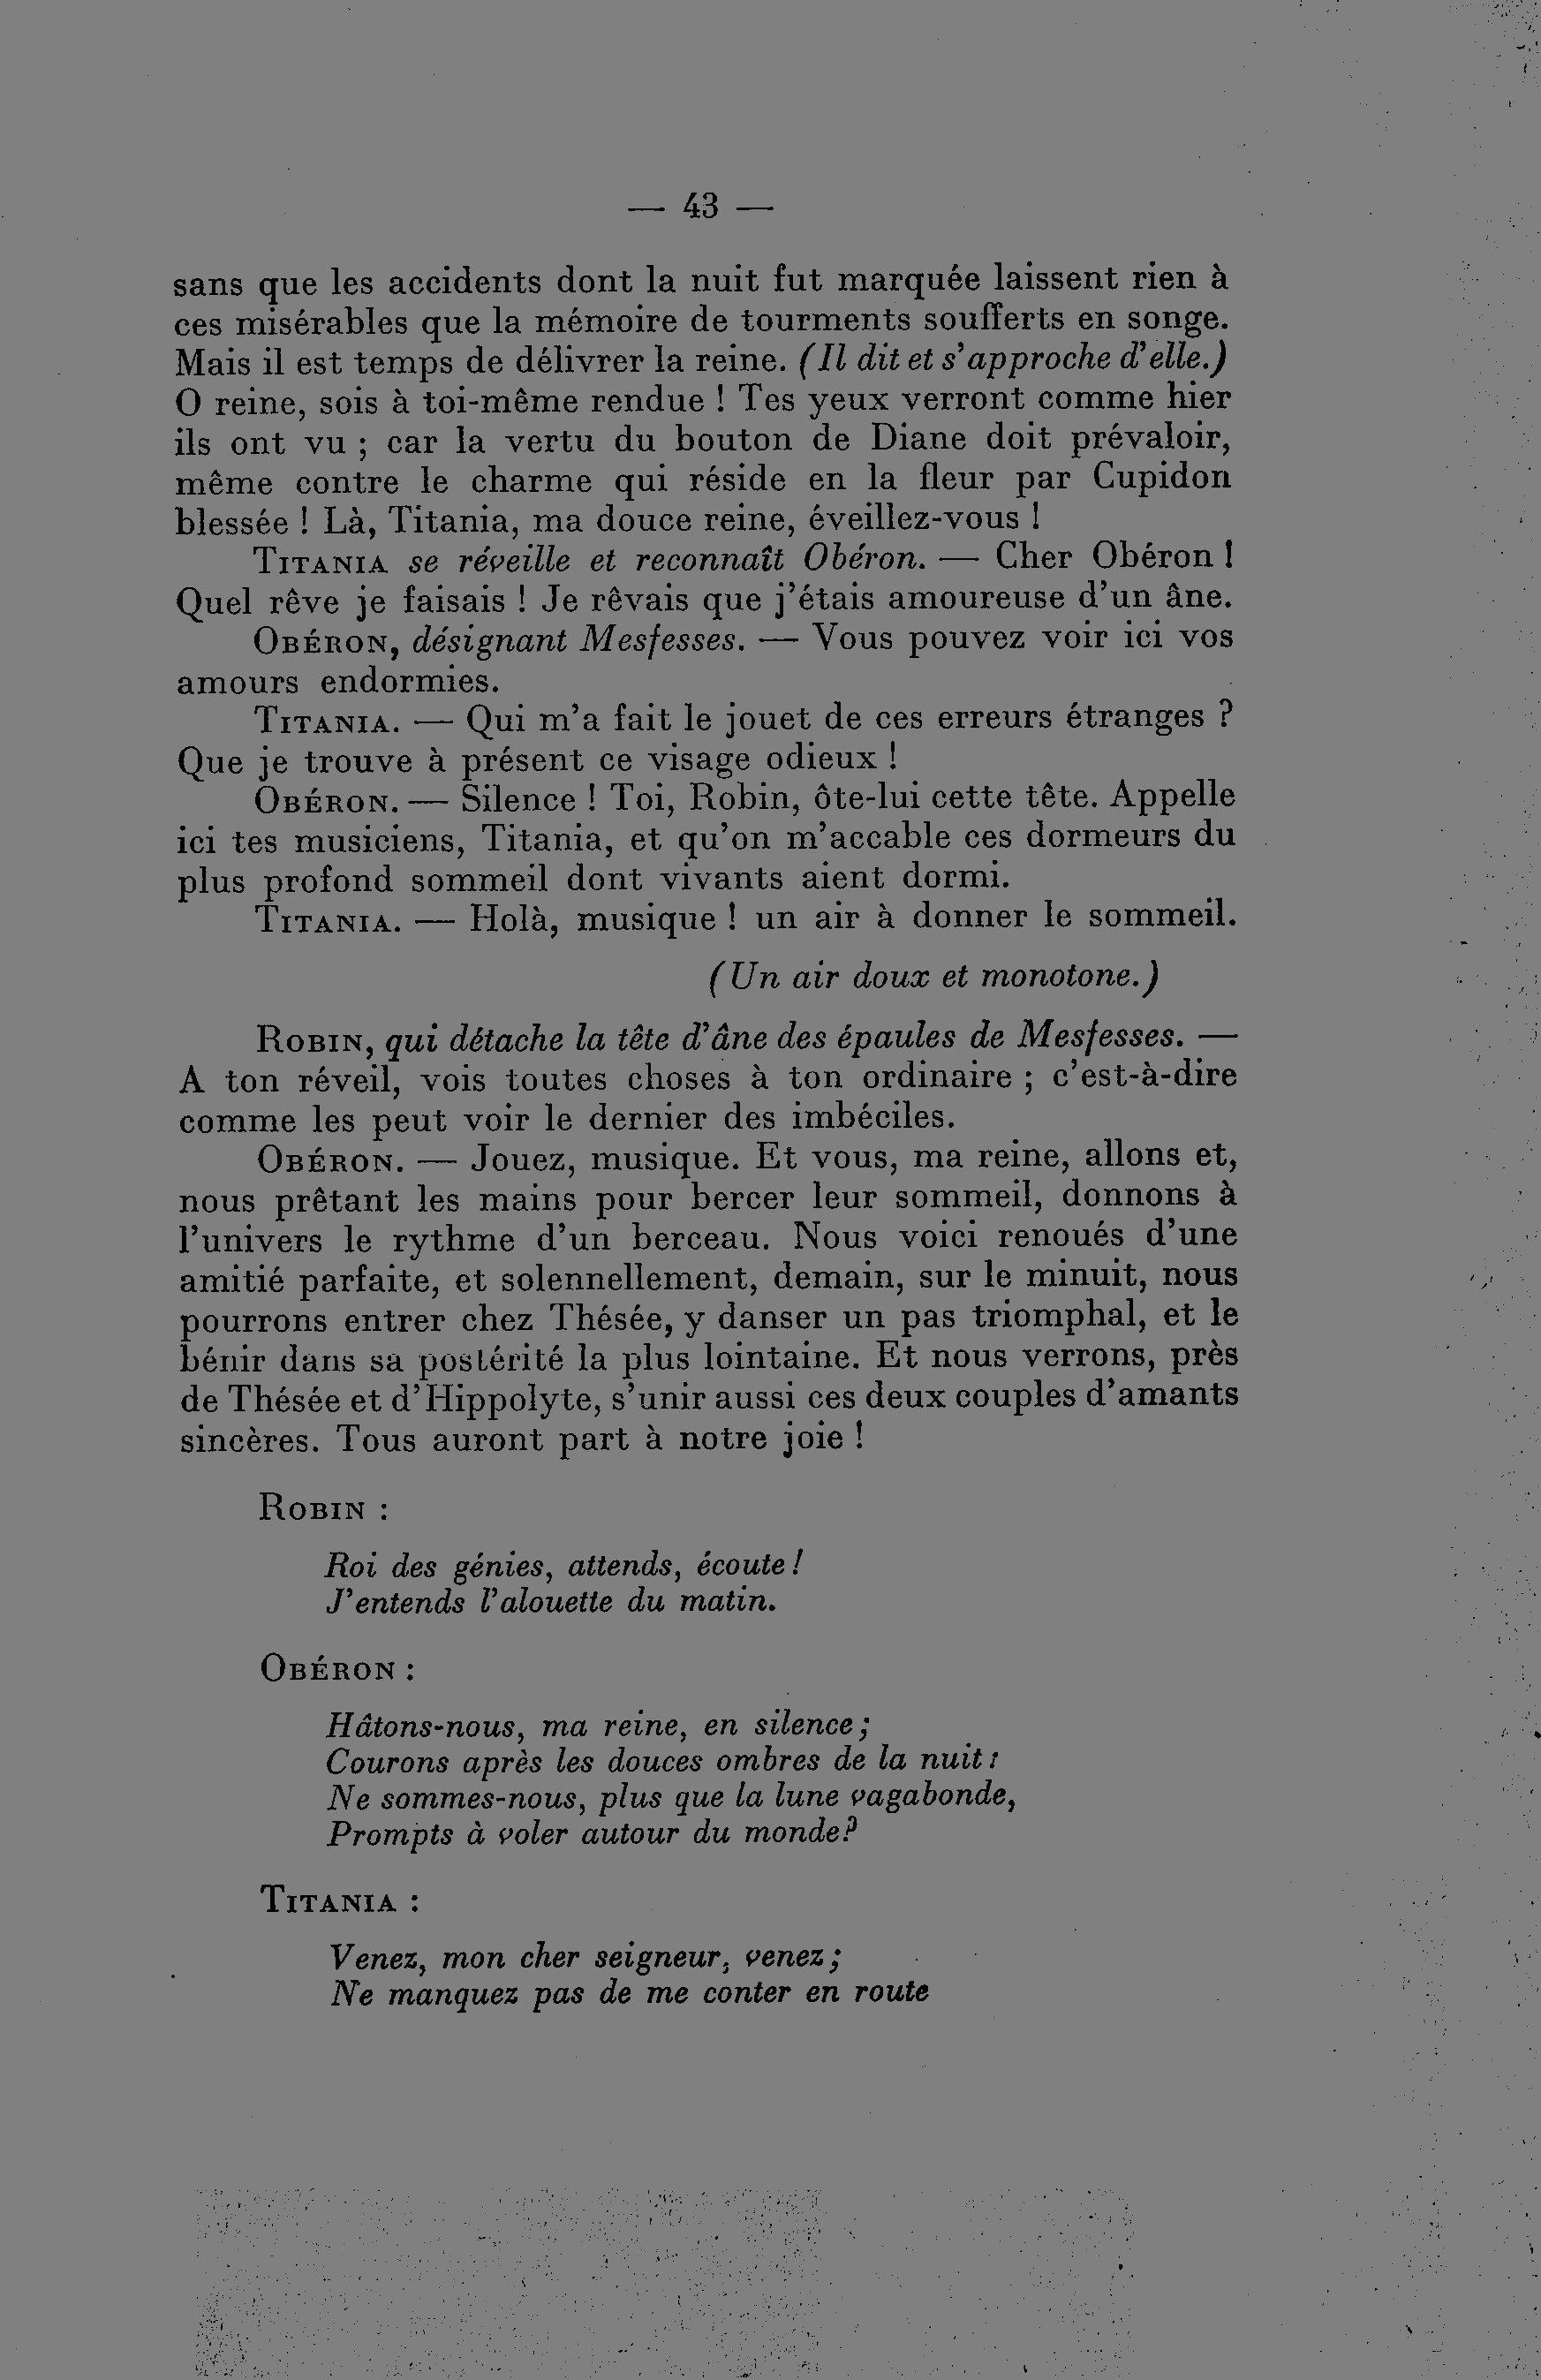 — 43 —
sans que les accidents dont la nuit fut marquée laissent rien à
ces misérables que la mémoire de tourments soufferts en songe.
Mais il est temps de délivrer la reine. (Il dit et s'approche d'elle.)
O reine, sois à toi-même rendue ! Tes yeux verront comme hier
ils ont vu ; car la vertu du bouton de Diane doit prévaloir,
même contre le charme qui réside en la fleur par Cupidon
blessée ! Là, Titania, ma douce reine, éveillez-vous !
TITANIA se réveille et reconnaît Obéron. — Cher Obéron !
Quel rêve je faisais ! Je rêvais que j'étais amoureuse d'un âne.
OBÉRON, désignant Mesfesses. — Vous pouvez voir ici vos
amours endormies.
TITANIA. — Qui m'a fait le jouet de ces erreurs étranges ?
Que je trouve à présent ce visage odieux !
OBÉRON. — Silence ! Toi, Robin, ôte-lui cette tête. Appelle
ici tes musiciens, Titania, et qu'on m'accable ces dormeurs du
plus profond sommeil dont vivants aient dormi.
TITANIA. — Holà, musique ! un air à donner le sommeil.
(Un air doux et monotone.)
ROBIN, qui détache la tête d'âne des épaules de Mesfesses. —
A ton réveil, vois toutes choses à ton ordinaire ; c'est-à-dire
comme les peut voir le dernier des imbéciles.
OBÉRON. — Jouez, musique. Et vous, ma reine, allons et,
nous prêtant les mains pour bercer leur sommeil, donnons à
l'univers le rythme d'un berceau. Nous voici renoués d'une
amitié parfaite, et solennellement, demain, sur le minuit, nous
pourrons entrer chez Thésée, y danser un pas triomphal, et le
bénir dans sa postérité la plus lointaine. Et nous verrons, près
de Thésée et d'Hippolyte, s'unir aussi ces deux couples d'amants
sincères. Tous auront part à notre joie !
ROBIN :
Roi des génies, attends, écoute !
J'entends l'alouette du matin.
OBÉRON :
Hâtons-nous, ma reine, en silence ;
Courons après les douces ombres de la nuit :
Ne sommes-nous, plus que la lune vagabonde,
Prompts à voler autour du monde?
TITANIA :
Venez, mon cher seigneur, venez ;
Ne manquez pas de me conter en route